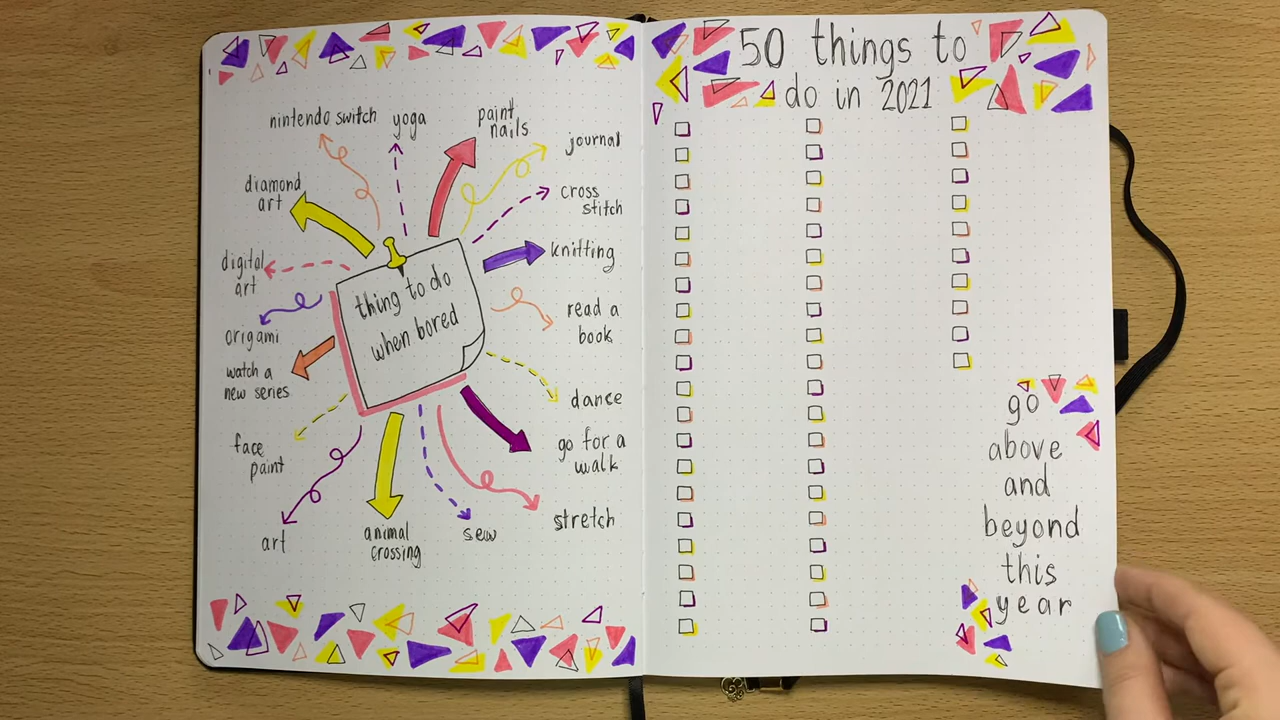 nintendo switch
yoga
paint
nails
journal
diamond
art
cross
stitch
digital
art
knitting
thing to do
when bored
origami
read a
book
watch a
new series
dance
face
paint
go for a
walk
art
animal
crossing
sew
stretch
50 things to
do in 2021
go
above
and
beyond
this
year